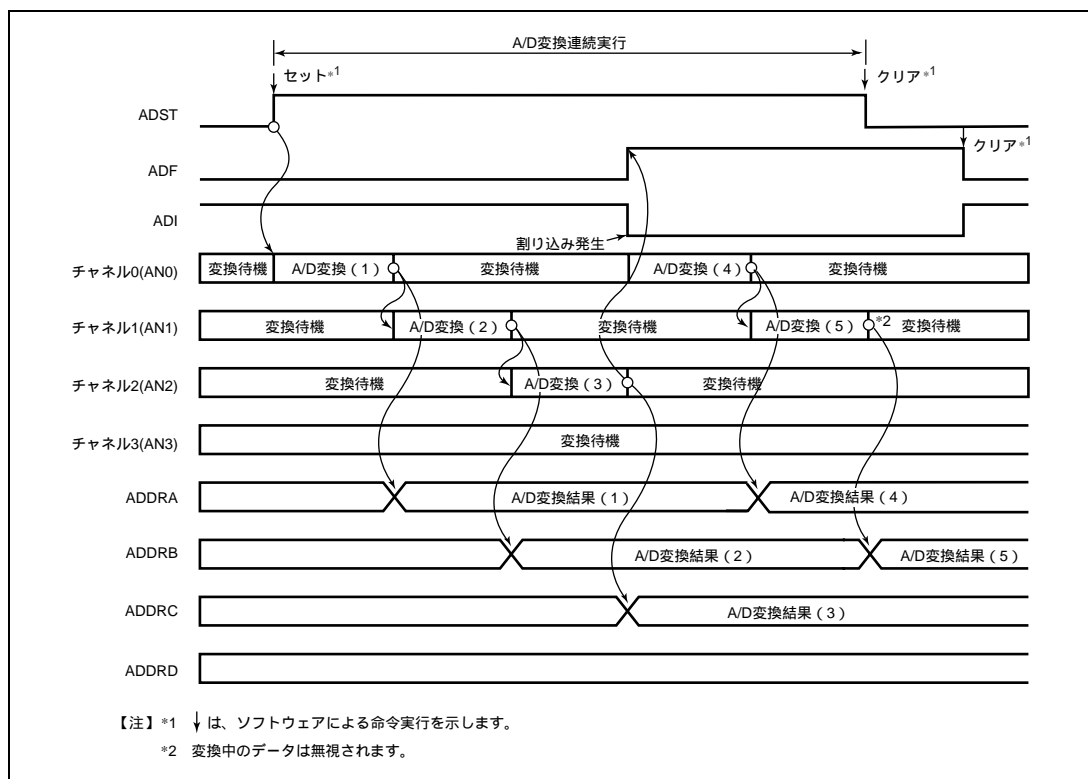 A/D変換連続実行
セット*1
クリア*1
ADST
クリア*1
ADF
ADI
割り込み発生
チャネル0(AN0) 変換待機 A/D変換(1) 変換待機 A/D変換(4) 変換待機
チャネル1(AN1) 変換待機 A/D変換(2) 変換待機 A/D変換(5) *2 変換待機
チャネル2(AN2) 変換待機 A/D変換(3) 変換待機
チャネル3(AN3) 変換待機
ADDRA A/D変換結果(1) A/D変換結果(4)
ADDRB A/D変換結果(2) A/D変換結果(5)
ADDRC A/D変換結果(3)
ADDRD
【注】*1 ↓は、ソフトウェアによる命令実行を示します。
*2 変換中のデータは無視されます。